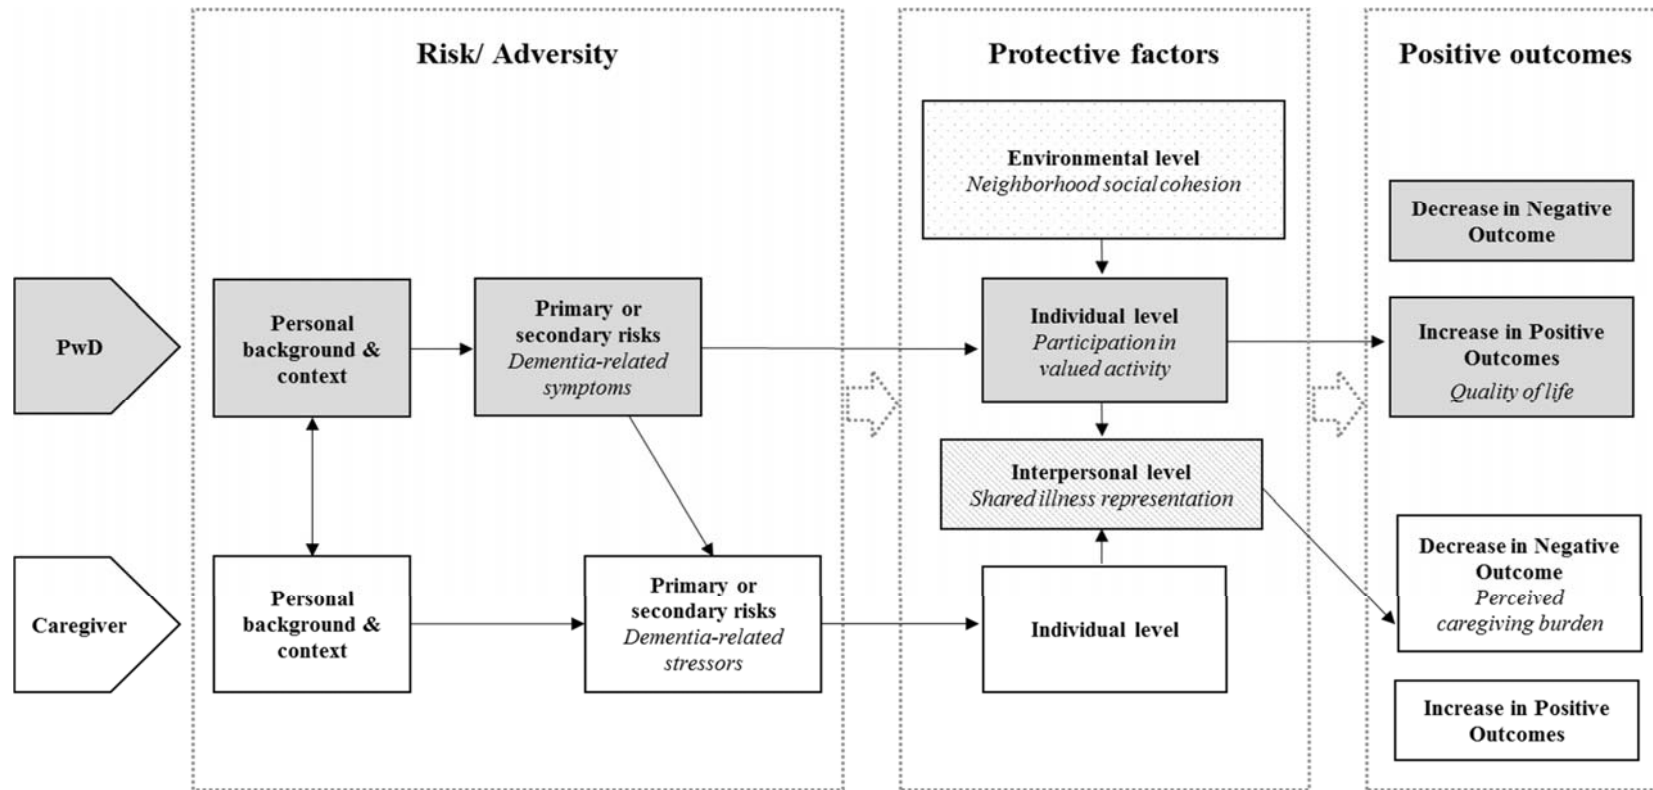 Risk/ Adversity
Protective factors
Positive outcomes
Environmental level
Neighborhood social cohesion
Decrease in Negative
Outcome
PwD
Personal
background &
context
Primary or
secondary risks
Dementia-related
symptoms
Individual level
Participation in
valued activity
Increase in Positive
Outcomes
Quality of life
Interpersonal level
Shared illness representation
Caregiver
Personal
background &
context
Primary or
secondary risks
Dementia-related
stressors
Individual level
Decrease in Negative
Outcome
Perceived
caregiving burden
Increase in Positive
Outcomes